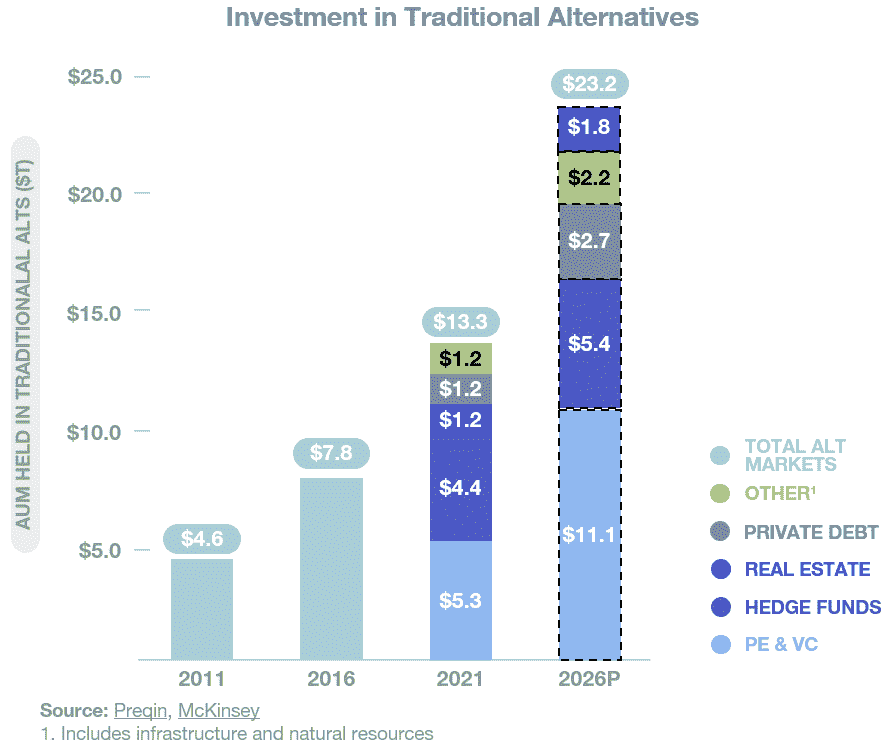 Investment in Traditional Alternatives
AUM HELD IN TRADITIONALAL ALTS ($T)
$25.0
$20.0
$15.0
$10.0
$5.0
$4.6
$7.8
$13.3
$1.2
$1.2
$1.2
$4.4
$5.3
$23.2
$1.8
$2.2
$2.7
$5.4
$11.1
2011
2016
2021
2026P
TOTAL ALT
MARKETS
OTHER¹
PRIVATE DEBT
REAL ESTATE
HEDGE FUNDS
PE & VC
Source: Preqin, McKinsey
1. Includes infrastructure and natural resources